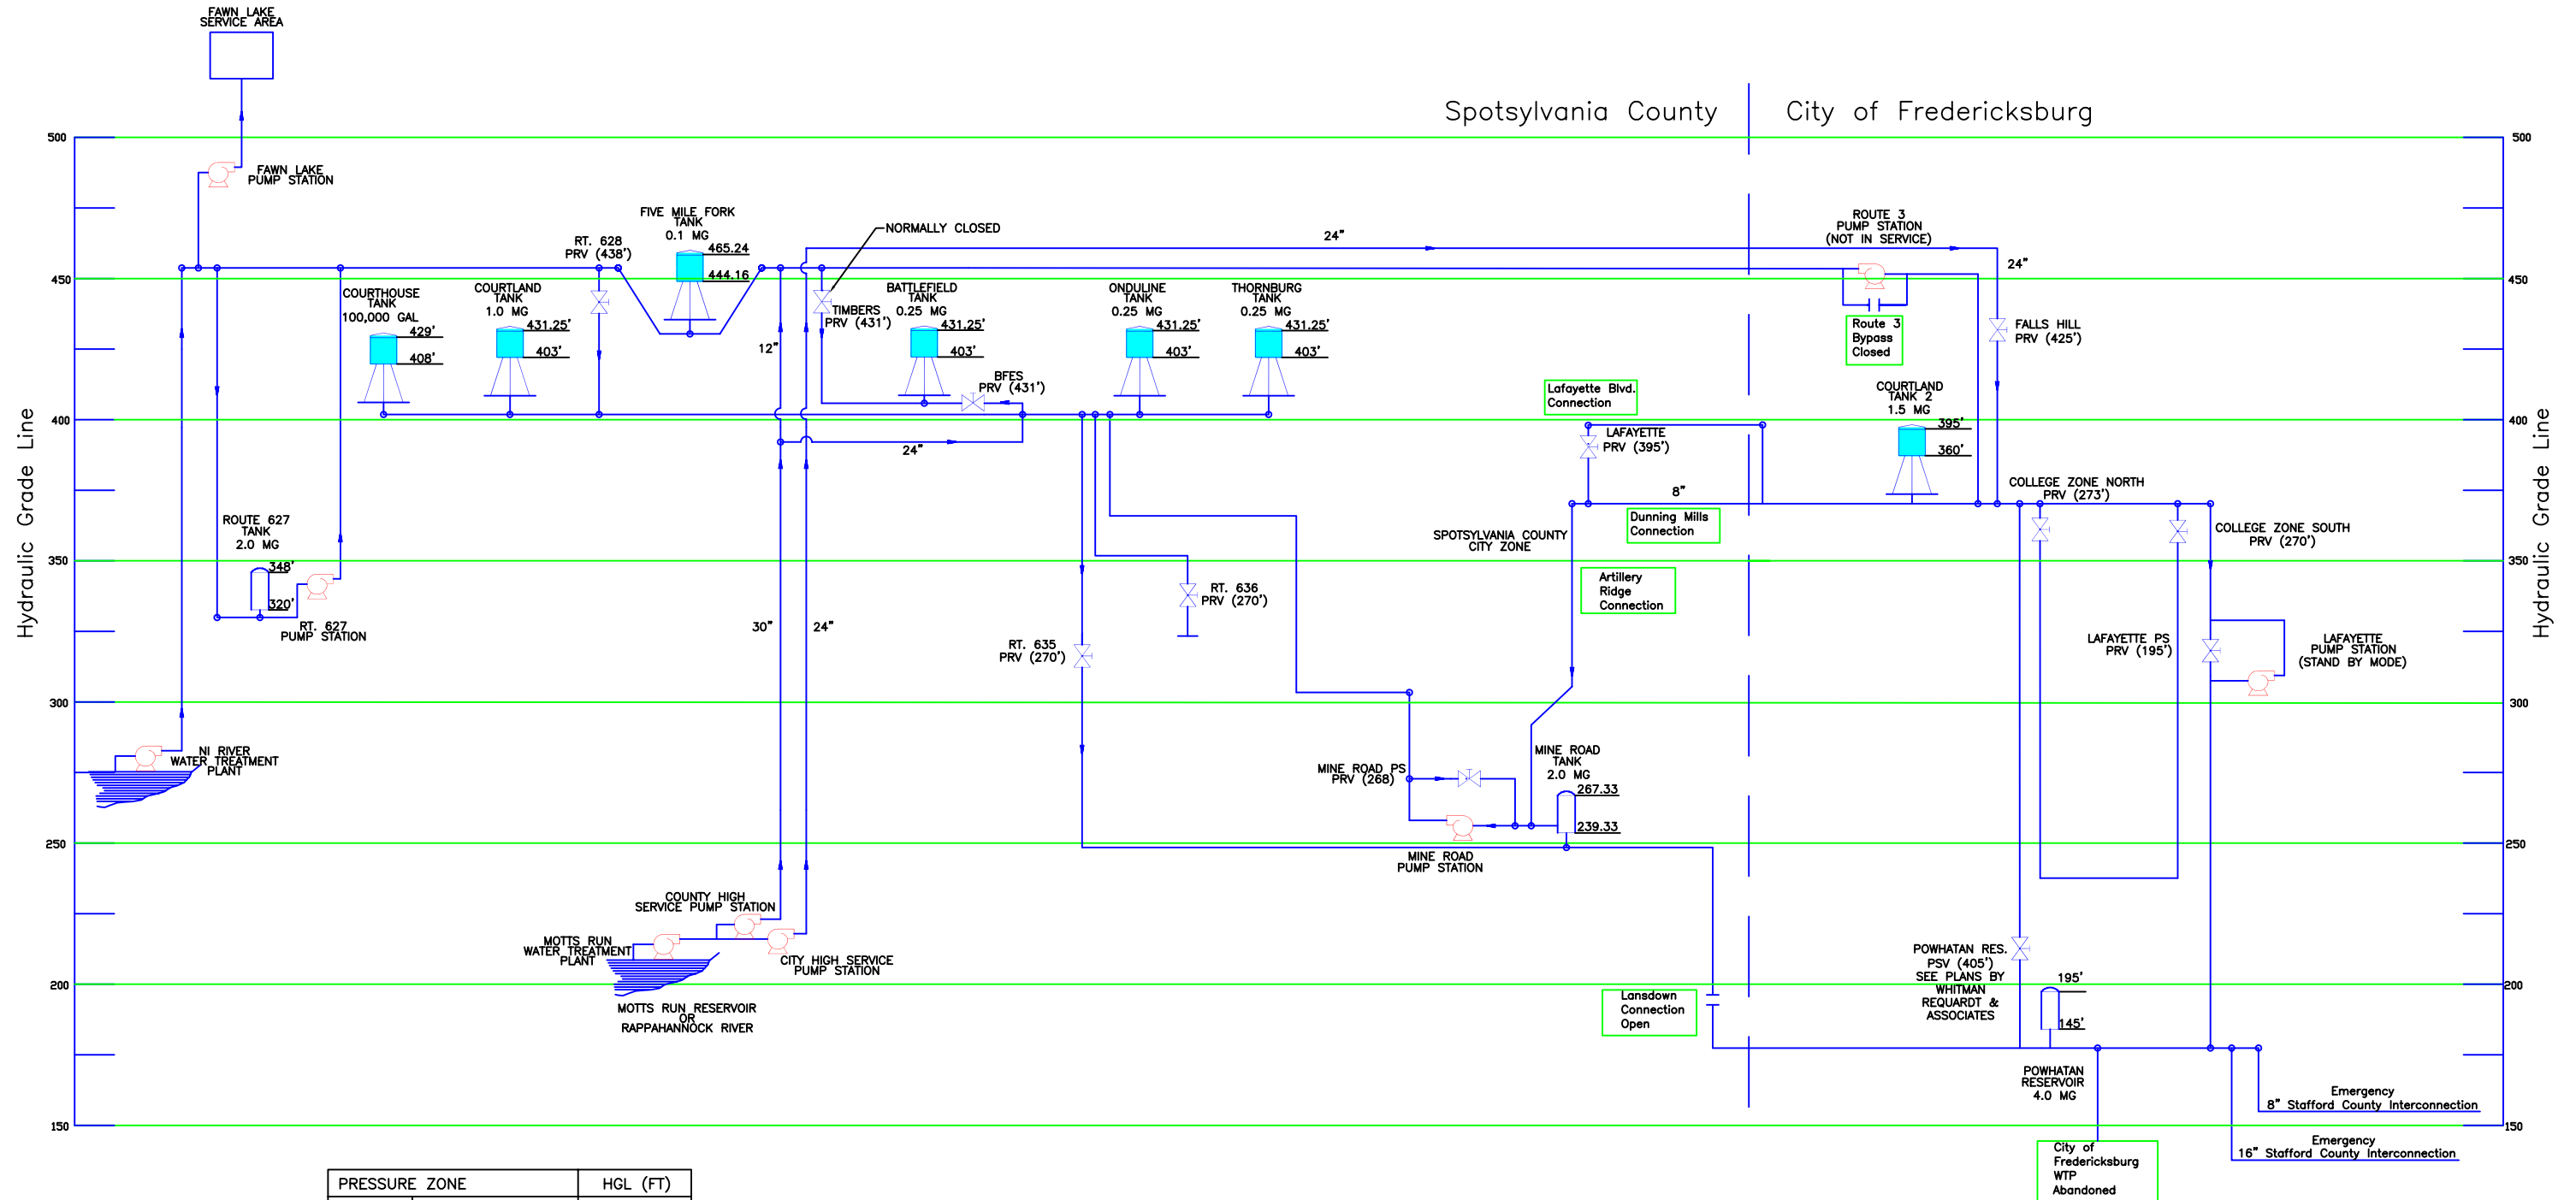 FAWN LAKE
SERVICE AREA
Spotsylvania County
City of Fredericksburg
500
500
FAWN LAKE
PUMP STATION
FIVE MILE FORK
TANK
0.1 MG
465.24
444.16
NORMALLY CLOSED
RT. 628
PRV (438')
24"
ROUTE 3
PUMP STATION
(NOT IN SERVICE)
24"
450
450
COURTHOUSE
TANK
100,000 GAL
429'
408'
COURTLAND
TANK
1.0 MG
431.25'
403'
12"
TIMBERS
PRV (431')
BATTLEFIELD
TANK
0.25 MG
431.25'
403'
BFES
PRV (431')
ONDULINE
TANK
0.25 MG
431.25'
403'
THORNBURG
TANK
0.25 MG
431.25'
403'
Route 3
Bypass
Closed
FALLS HILL
PRV (425')
Lafayette Blvd.
Connection
COURTLAND
TANK 2
1.5 MG
395'
360'
400
400
Hydraulic Grade Line
Hydraulic Grade Line
24"
LAFAYETTE
PRV (395')
8"
Dunning Mills
Connection
COLLEGE ZONE NORTH
PRV (273')
COLLEGE ZONE SOUTH
PRV (270')
ROUTE 627
TANK
2.0 MG
348'
320'
RT. 627
PUMP STATION
SPOTSYLVANIA COUNTY
CITY ZONE
350
350
Artillery
Ridge
Connection
RT. 636
PRV (270')
30"
24"
RT. 635
PRV (270')
LAFAYETTE PS
PRV (195')
LAFAYETTE
PUMP STATION
(STAND BY MODE)
300
300
NI RIVER
WATER TREATMENT
PLANT
MINE ROAD PS
PRV (268)
MINE ROAD
TANK
2.0 MG
267.33
239.33
250
250
MINE ROAD
PUMP STATION
COUNTY HIGH
SERVICE PUMP STATION
MOTTS RUN
WATER TREATMENT
PLANT
CITY HIGH SERVICE
PUMP STATION
POWHATAN RES.
PSV (405')
SEE PLANS BY
WHITMAN
REQUARDT &
ASSOCIATES
195'
145'
200
200
MOTTS RUN RESERVOIR
OR
RAPPAHANNOCK RIVER
Lansdown
Connection
Open
POWHATAN
RESERVOIR
4.0 MG
Emergency
8" Stafford County Interconnection
150
150
Emergency
16" Stafford County Interconnection
City of
Fredericksburg
WTP
Abandoned
PRESSURE ZONE
HGL (FT)